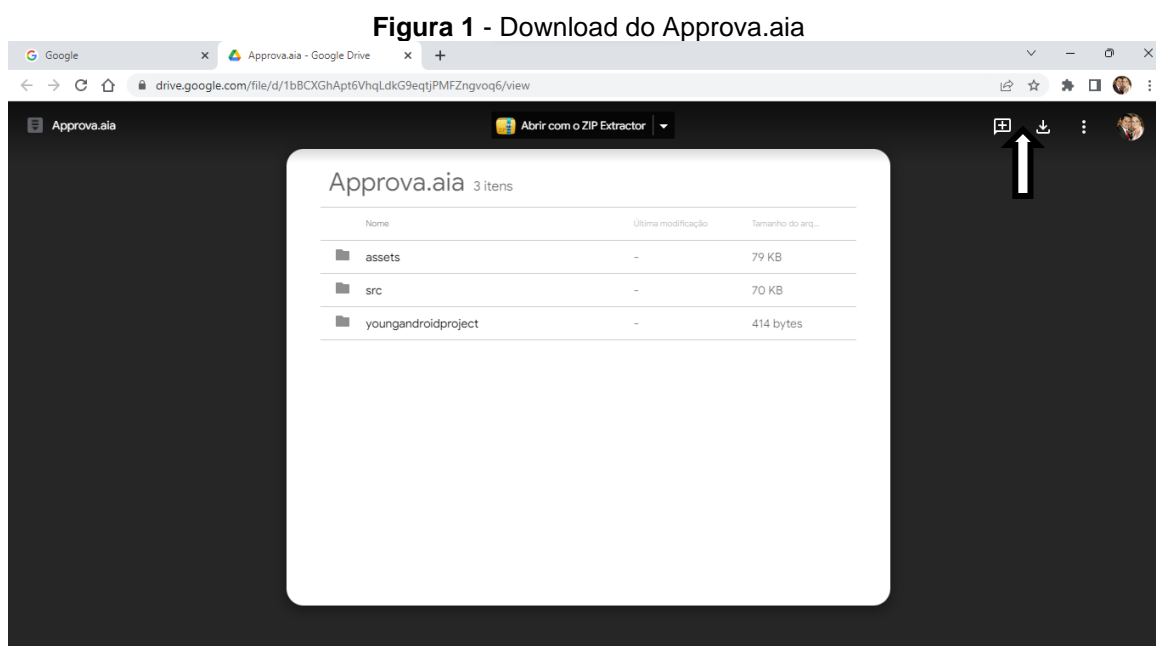 Figura 1 - Download do Approva.aia
Google
Approva.aia - Google Drive
drive.google.com/file/d/1bBCXGhApt6VhqLdkG9eqtjPMFZngvoq6/view
Approva.aia
Abrir com o ZIP Extractor
Approva.aia 3 itens
Nome Última modificação Tamanho do arq...
assets - 79 KB
src - 70 KB
youngandroidproject - 414 bytes